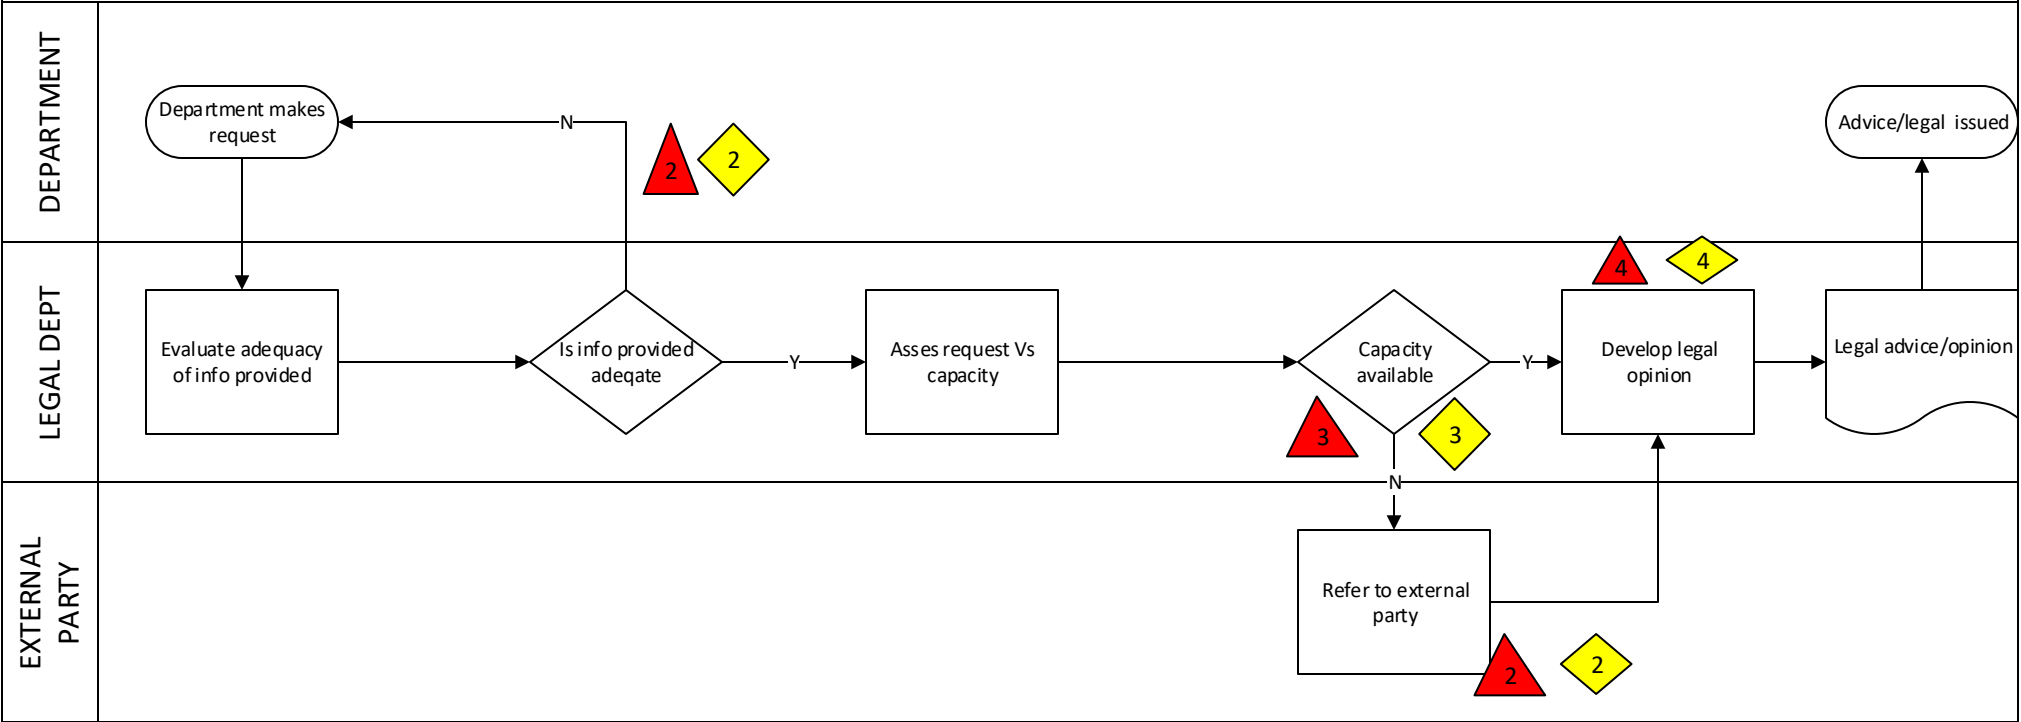 DEPARTMENT
Department makes
request
N
2
2
Advice/legal issued
LEGAL DEPT
Evaluate adequacy
of info provided
Is info provided
adeqate
Y
Asses request Vs
capacity
Capacity
available
3
3
N
Y
4
4
Develop legal
opinion
Legal advice/opinion
EXTERNAL
PARTY
Refer to external
party
2
2